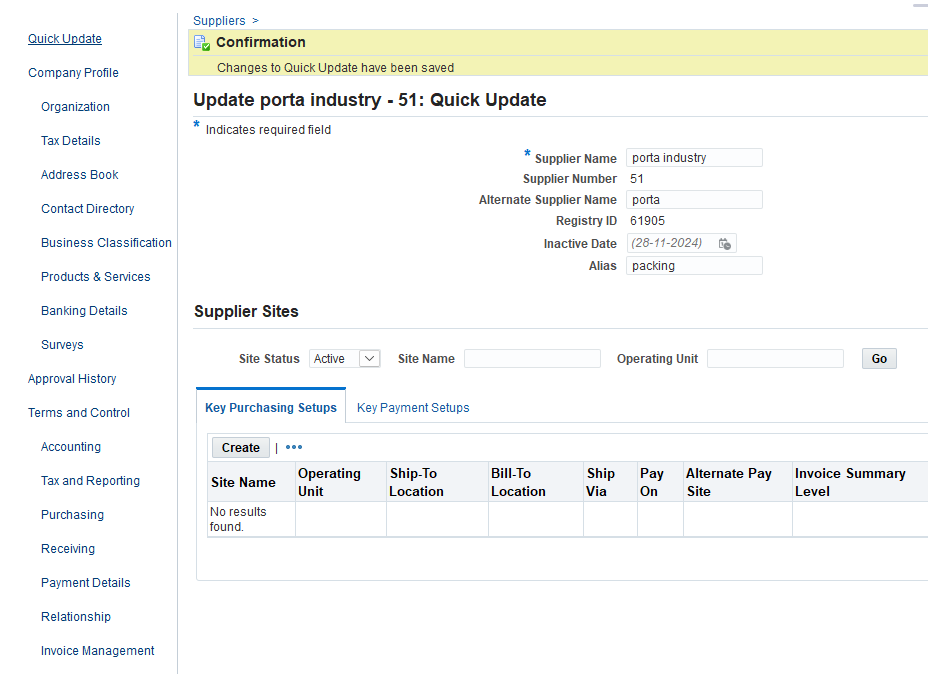 Quick Update
Company Profile
Organization
Tax Details
Address Book
Contact Directory
Business Classification
Products & Services
Banking Details
Surveys
Approval History
Terms and Control
Accounting
Tax and Reporting
Purchasing
Receiving
Payment Details
Relationship
Invoice Management
Suppliers >
Confirmation
Changes to Quick Update have been saved
Update porta industry - 51: Quick Update
* Indicates required field
* Supplier Name porta industry
Supplier Number 51
Alternate Supplier Name porta
Registry ID 61905
Inactive Date (28-11-2024)
Alias packing
Supplier Sites
Site Status Active Site Name Operating Unit Go
Key Purchasing Setups Key Payment Setups
Create | •••
Site Name Operating Unit Ship-To Location Bill-To Location Ship Via Pay On Alternate Pay Site Invoice Summary Level
No results
found.